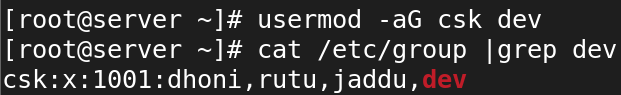 [root@server ~]# usermod -aG csk dev
[root@server ~]# cat /etc/group |grep dev
csk:x:1001:dhoni,rutu,jaddu,dev